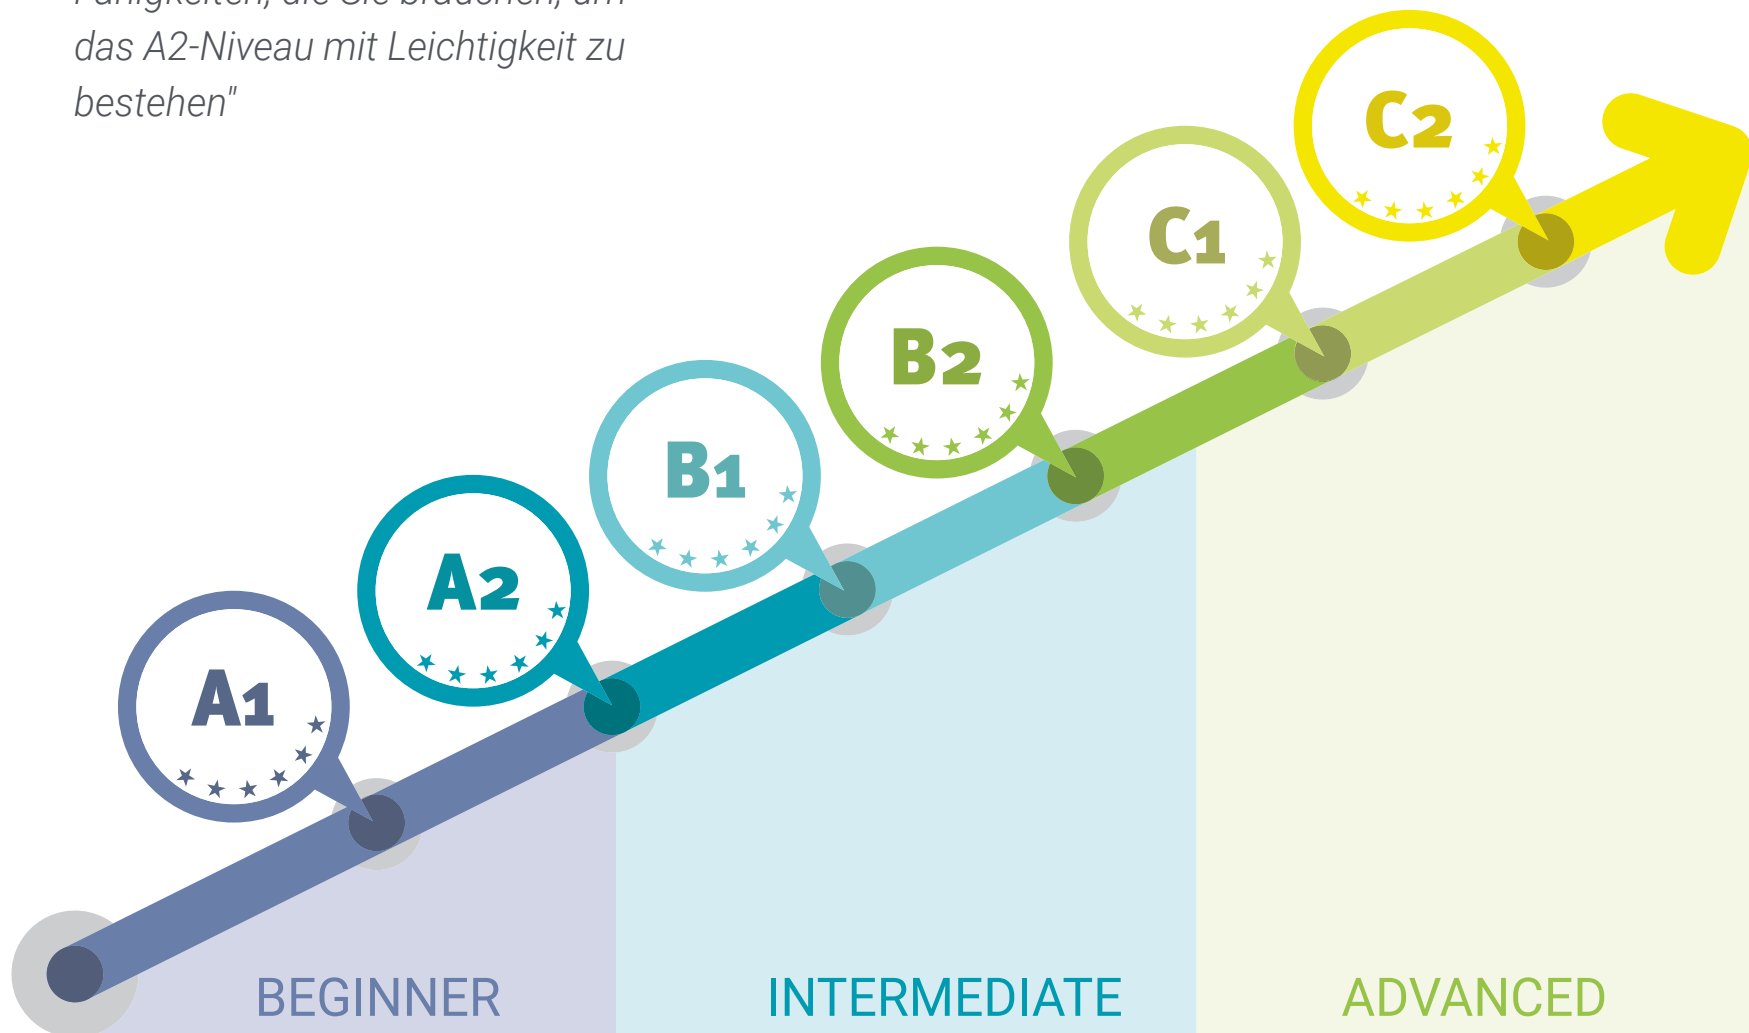 das A2-Niveau mit Leichtigkeit zu
bestehen"
C2
C1
B2
B1
A2
A1
BEGINNER
INTERMEDIATE
ADVANCED